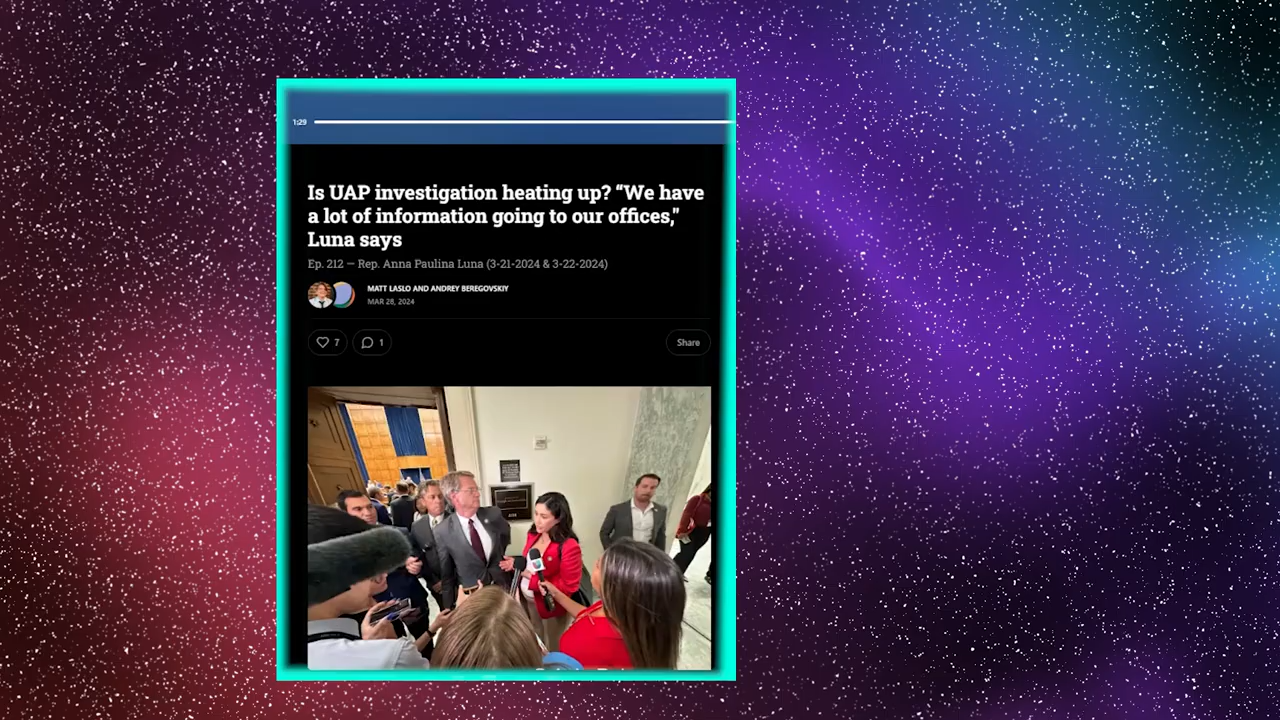 1:29
Is UAP investigation heating up? “We have
a lot of information going to our offices,”
Luna says
Ep. 212 — Rep. Anna Paulina Luna (3-21-2024 & 3-22-2024)
MATT LASLO AND ANDREY BEREGOVSKIY
MAR 28, 2024
7
1
Share